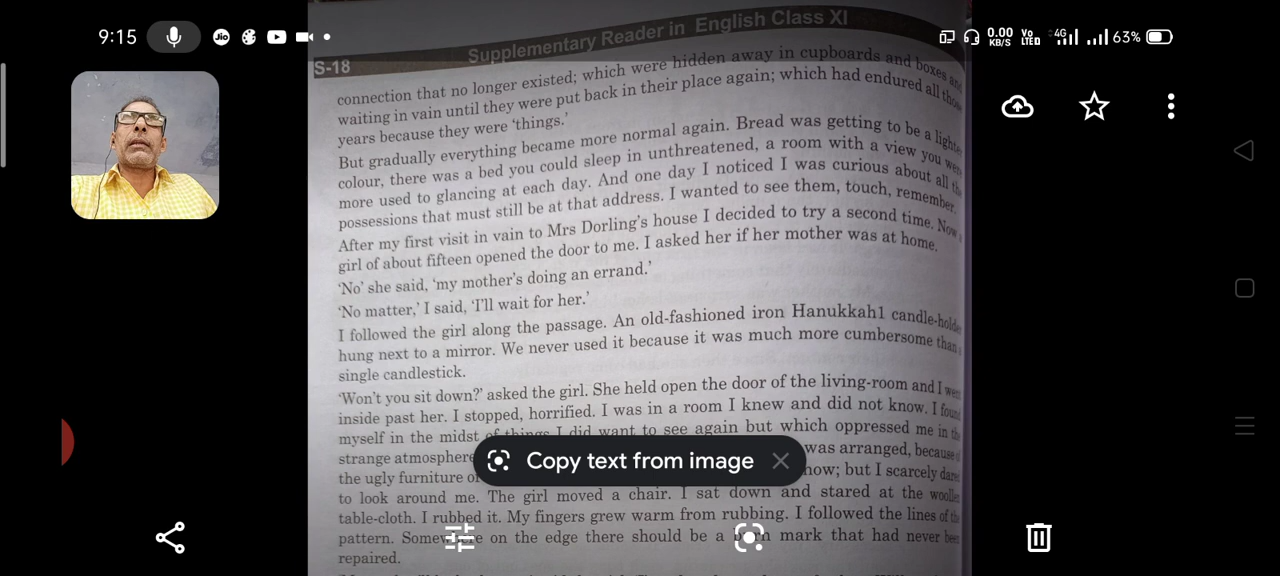 9:15
Jio
0.00 KB/S
Vo LTE
4G
63%
Supplementary Reader in English Class XI
S-18
connection that no longer existed; which were hidden away in cupboards and boxes and
waiting in vain until they were put back in their place again; which had endured all those
years because they were ‘things.’
But gradually everything became more normal again. Bread was getting to be a lighte
colour, there was a bed you could sleep in unthreatened, a room with a view you were
more used to glancing at each day. And one day I noticed I was curious about all the
possessions that must still be at that address. I wanted to see them, touch, remember.
After my first visit in vain to Mrs Dorling’s house I decided to try a second time. Now a
girl of about fifteen opened the door to me. I asked her if her mother was at home.
‘No’ she said, ‘my mother’s doing an errand.’
‘No matter,’ I said, ‘I’ll wait for her.’
I followed the girl along the passage. An old-fashioned iron Hanukkah1 candle-holde
hung next to a mirror. We never used it because it was much more cumbersome than a
single candlestick.
‘Won’t you sit down?’ asked the girl. She held open the door of the living-room and I went
inside past her. I stopped, horrified. I was in a room I knew and did not know. I found
myself in the midst of things I did want to see again but which oppressed me in the
strange atmosphere was arranged, because
the ugly furniture now; but I scarcely dared
to look around me. The girl moved a chair. I sat down and stared at the woollen
table-cloth. I rubbed it. My fingers grew warm from rubbing. I followed the lines of the
pattern. Somewhere on the edge there should be a burn mark that had never been
repaired.
Copy text from image